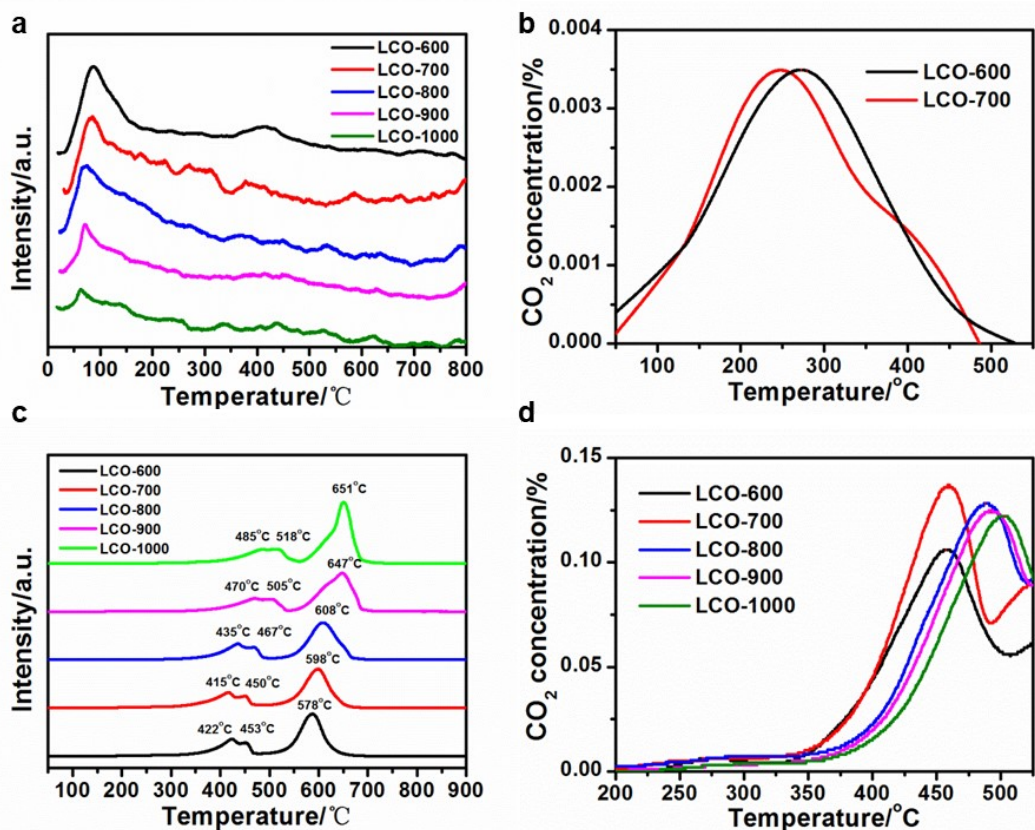 a
LCO-600
LCO-700
LCO-800
LCO-900
LCO-1000
Intensity/a.u.
0 100 200 300 400 500 600 700 800
Temperature/℃
b
0.004
0.003
0.002
0.001
0.000
LCO-600
LCO-700
CO₂ concentration/%
100 200 300 400 500
Temperature/°C
c
LCO-600
LCO-700
LCO-800
LCO-900
LCO-1000
651°C
485°C 518°C
647°C
470°C 505°C
608°C
435°C 467°C
598°C
415°C 450°C
578°C
422°C 453°C
Intensity/a.u.
100 200 300 400 500 600 700 800 900
Temperature/℃
d
0.15
0.10
0.05
0.00
LCO-600
LCO-700
LCO-800
LCO-900
LCO-1000
CO₂ concentration/%
200 250 300 350 400 450 500
Temperature/°C